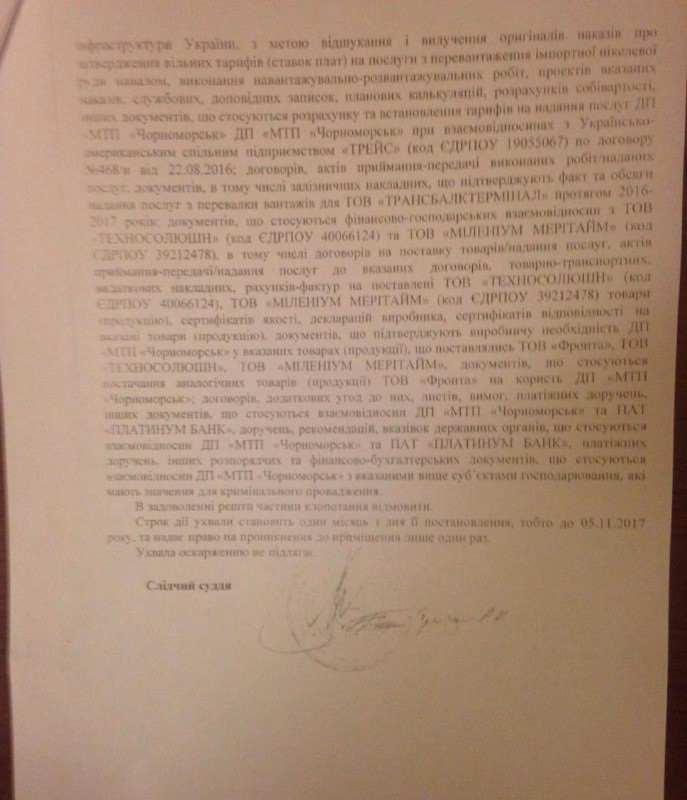 інфраструктури України, з метою відшукання і вилучення оригіналів наказів про
затвердження вільних тарифів (ставок плат) на послуги з перевантаження імпортної нікелевої
руди навалом, виконання навантажувально-розвантажувальних робіт, проектів вказаних
наказів, службових, доповідних записок, планових калькуляцій, розрахунків собівартості,
інших документів, що стосуються розрахунку та встановлення тарифів на надання послуг ДП
«МТП «Чорноморськ» ДП «МТП «Чорноморськ» при взаємовідносинах з Українсько-
американським спільним підприємством «ТРЕЙС» (код ЄДРПОУ 19055067) по договору
від 22.08.2016; договорів, актів приймання-передачі виконаних робіт/наданих
послуг, документів, в тому числі залізничних накладних, що підтверджують факт та обсяги
надання послуг з перевалки вантажів для ТОВ «ТРАНСБАЛКТЕРМІНАЛ» протягом 2016-
2017 років; документів, що стосуються фінансово-господарських взаємовідносин з ТОВ
«ТЕХНОСОЛЮШН» (код ЄДРПОУ 40066124) та ТОВ «МІЛЕНІУМ МЕРІТАЙМ» (код
ЄДРПОУ 39212478), в тому числі договорів на поставку товарів/надання послуг, актів
приймання-передачі/надання послуг до вказаних договорів, товарно-транспортних,
видаткових накладних, рахунків-фактур на поставлені ТОВ «ТЕХНОСОЛЮШН» (код
ЄДРПОУ 40066124), ТОВ «МІЛЕНІУМ МЕРІТАЙМ» (код ЄДРПОУ 39212478) товари
(продукцію), сертифікатів якості, декларацій виробника, сертифікатів відповідності на
вказані товари (продукцію), документів, що підтверджують виробничу необхідність ДП
«МТП «Чорноморськ» у вказаних товарах (продукції), що поставлялись ТОВ «Фронта», ТОВ
«ТЕХНОСОЛЮШН», ТОВ «МІЛЕНІУМ МЕРІТАЙМ», документів, що стосуються
постачання аналогічних товарів (продукції) ТОВ «Фронта» на користь ДП «МТП
«Чорноморськ»; договорів, додаткових угод до них, листів, вимог, платіжних доручень,
інших документів, що стосуються взаємовідносин ДП «МТП «Чорноморськ» та ПАТ
«ПЛАТИНУМ БАНК», доручень, рекомендацій, вказівок державних органів, що стосуються
взаємовідносин ДП «МТП «Чорноморськ» та ПАТ «ПЛАТИНУМ БАНК», платіжних
доручень, інших розпорядчих та фінансово-бухгалтерських документів, що стосуються
взаємовідносин ДП «МТП «Чорноморськ» з вказаними вище суб’єктами господарювання, які
мають значення для кримінального провадження.
В задоволенні решти частини клопотання відмовити.
Строк дії ухвали становить один місяць з дня її постановлення, тобто до 05.11.2017
року, та надає право на проникнення до приміщення лише один раз.
Ухвала оскарженню не підлягає.
Слідчий суддя